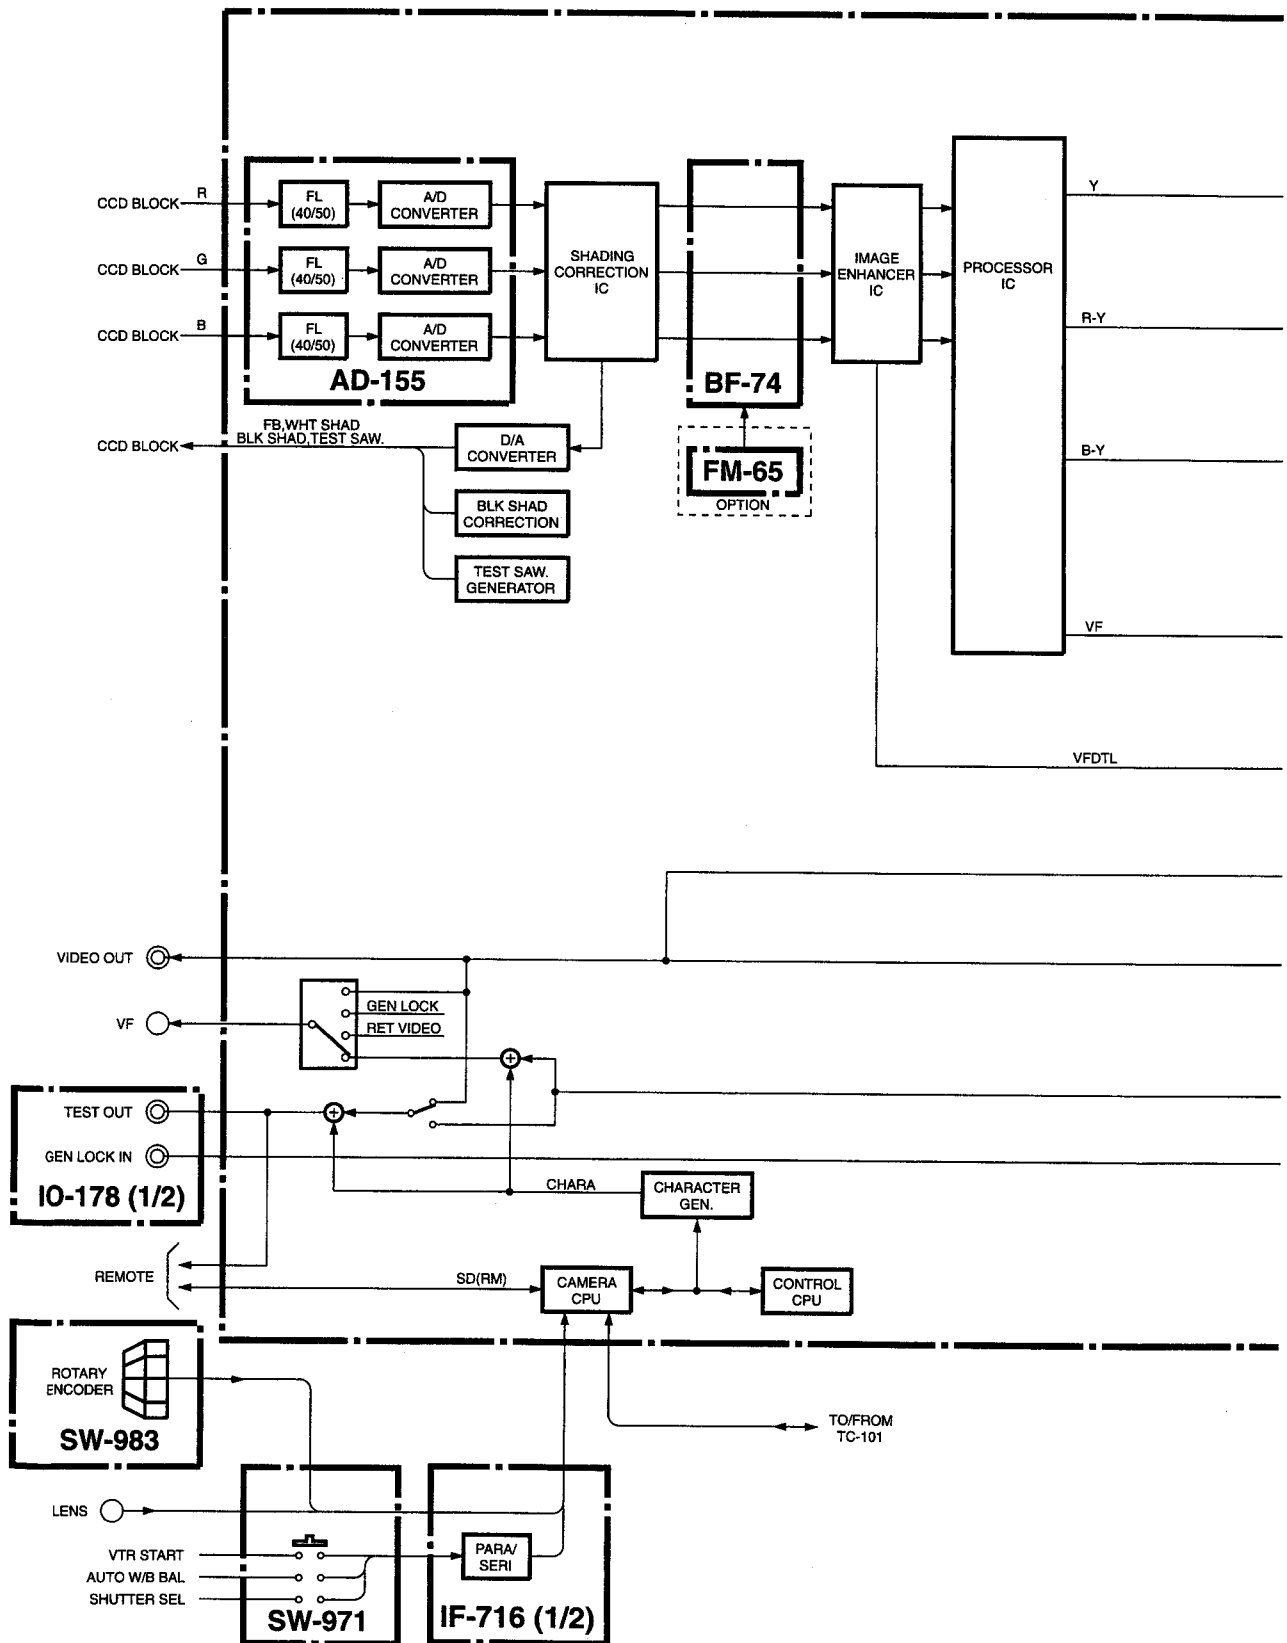 R
CCD BLOCK
FL
(40/50)
A/D
CONVERTER
G
CCD BLOCK
FL
(40/50)
A/D
CONVERTER
B
CCD BLOCK
FL
(40/50)
A/D
CONVERTER
AD-155
SHADING
CORRECTION
IC
BF-74
IMAGE
ENHANCER
IC
PROCESSOR
IC
Y
R-Y
B-Y
VF
VFDTL
FM-65
OPTION
CCD BLOCK
FB,WHT SHAD
BLK SHAD,TEST SAW.
D/A
CONVERTER
BLK SHAD
CORRECTION
TEST SAW.
GENERATOR
VIDEO OUT
VF
GEN LOCK
RET VIDEO
TEST OUT
GEN LOCK IN
IO-178 (1/2)
CHARA
CHARACTER
GEN.
REMOTE
SD(RM)
CAMERA
CPU
CONTROL
CPU
ROTARY
ENCODER
SW-983
TO/FROM
TC-101
LENS
VTR START
AUTO W/B BAL
SHUTTER SEL
SW-971
PARA/
SERI
IF-716 (1/2)